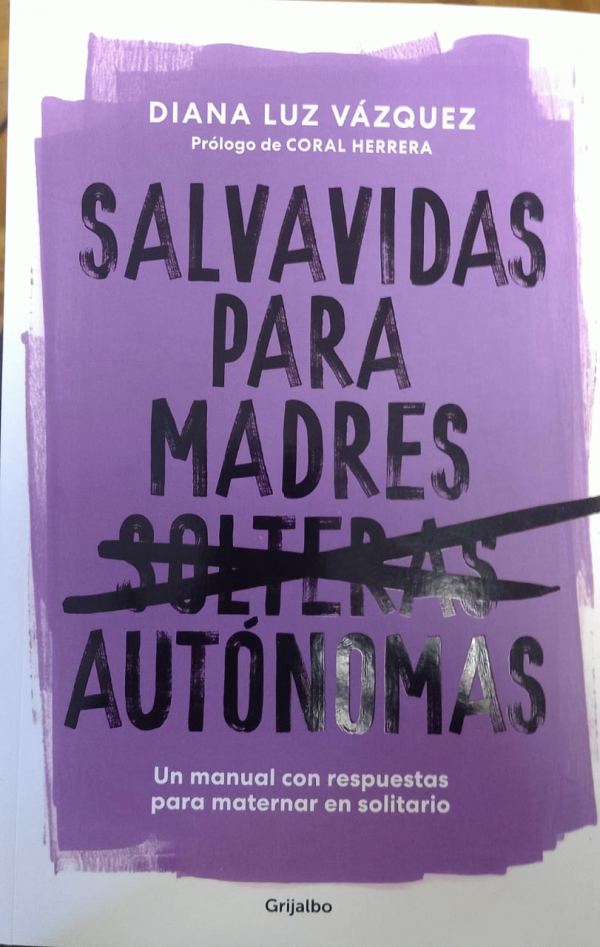 DIANA LUZ VÁZQUEZ
Prólogo de CORAL HERRERA
SALVAVIDAS
PARA
MADRES
SOLTERAS
AUTÓNOMAS
Un manual con respuestas
para maternar en solitario
Grijalbo